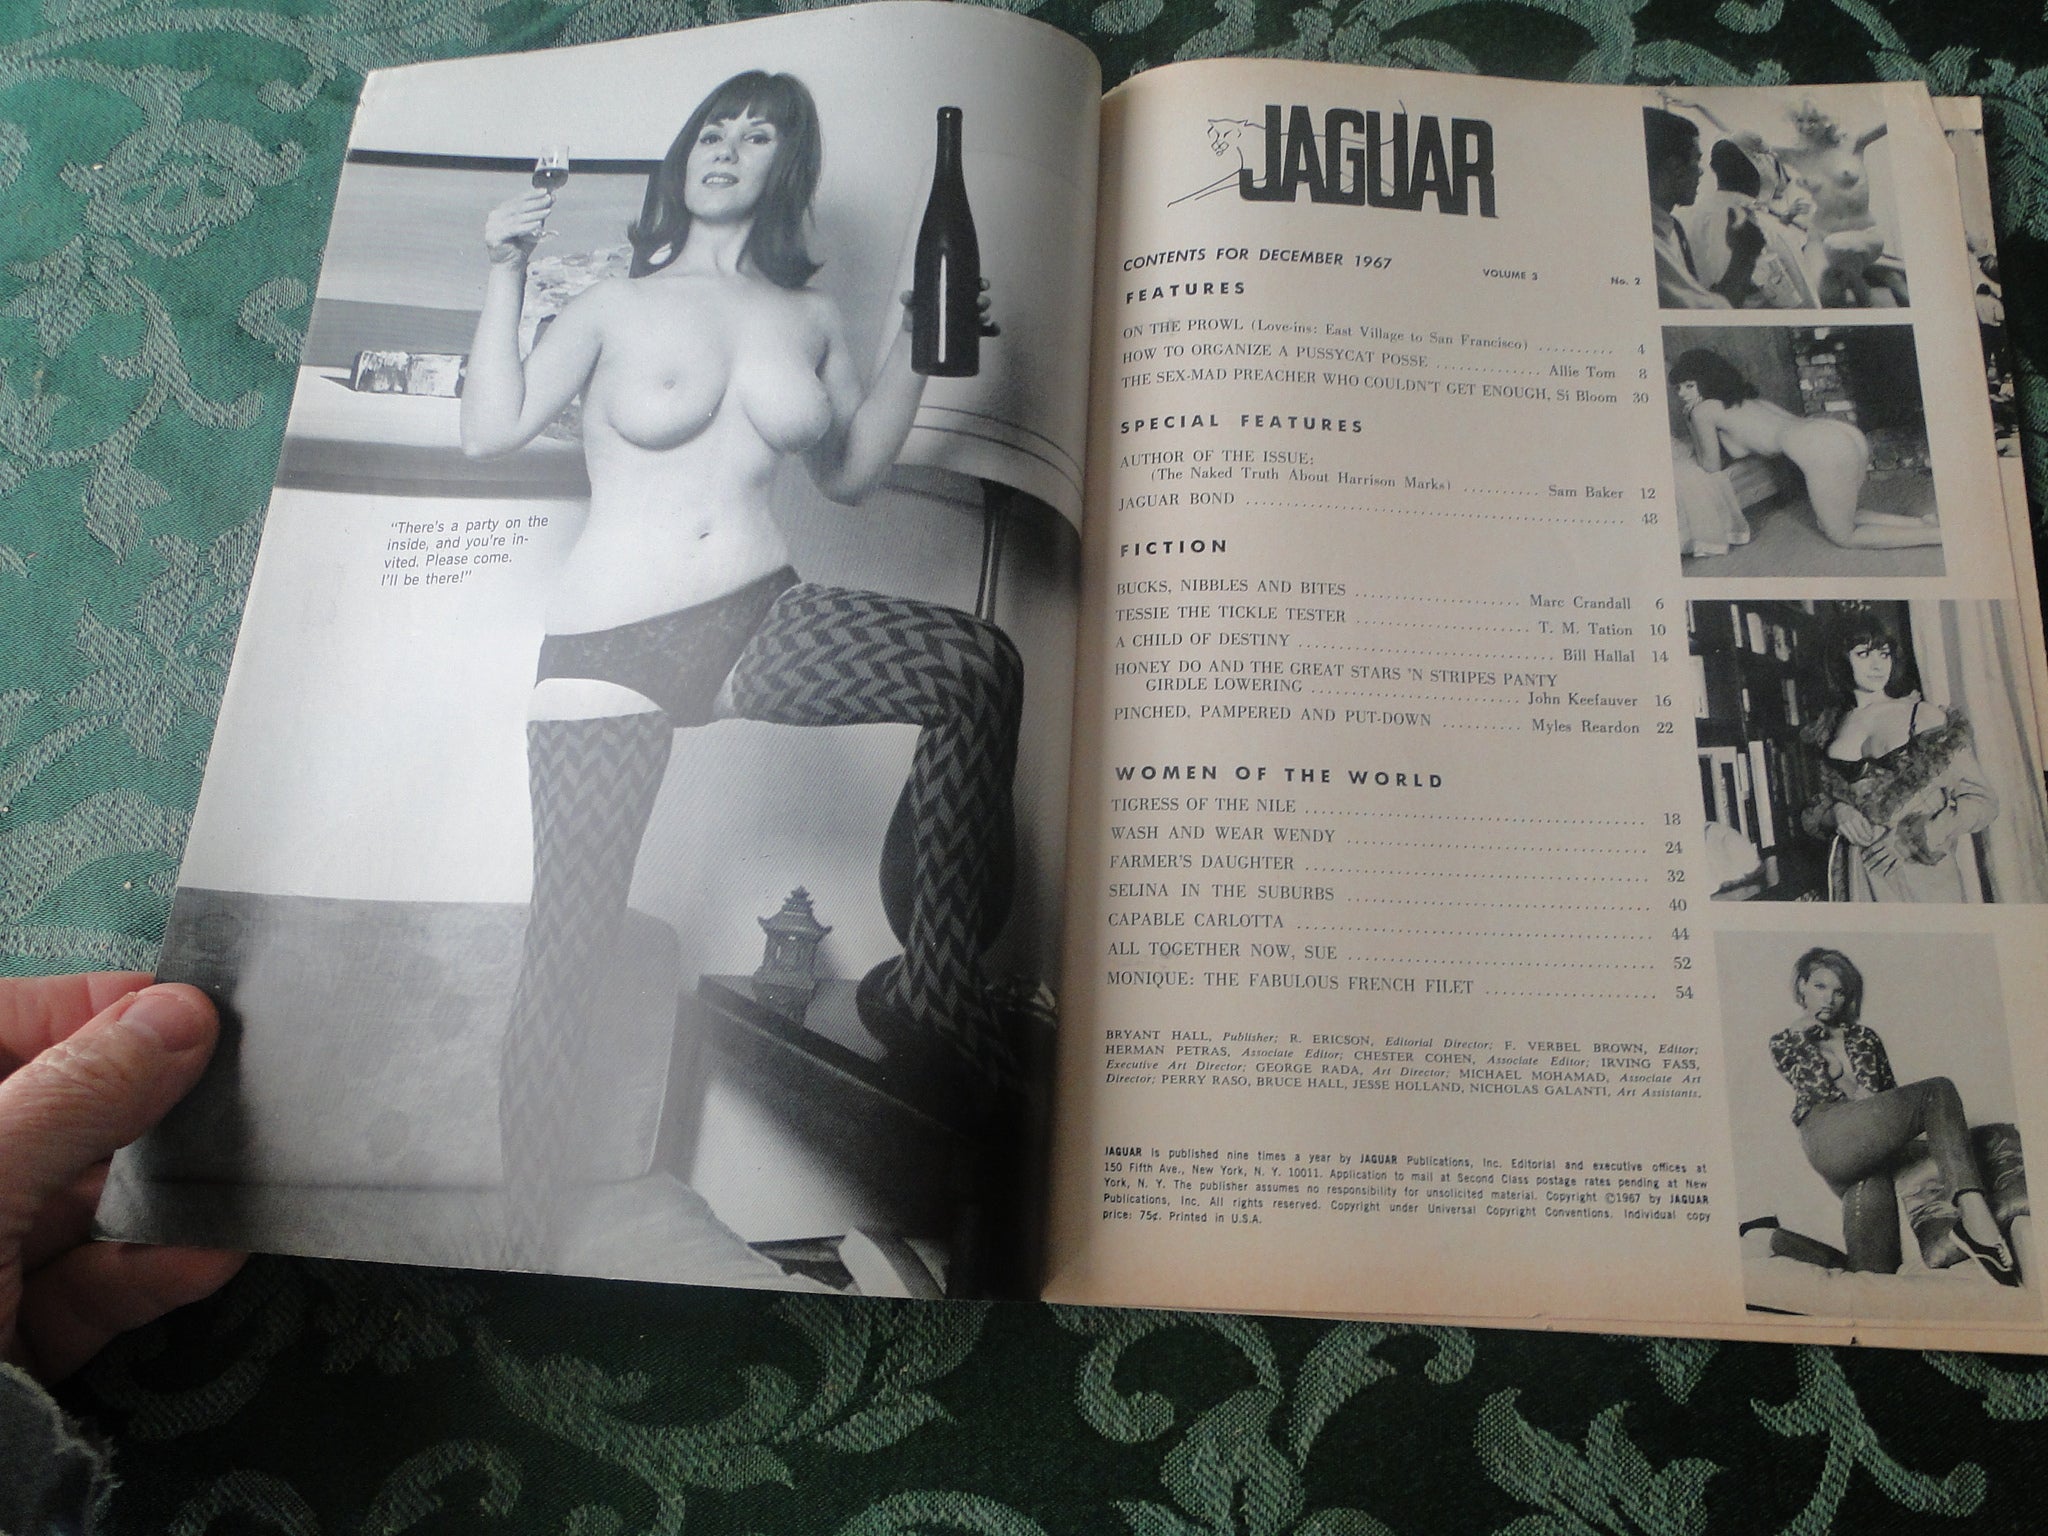 "There's a party on the
inside, and you're in-
vited. Please come.
I'll be there!"
JAGUAR
CONTENTS FOR DECEMBER 1967 VOLUME 3 No. 2
FEATURES
ON THE PROWL (Love-ins: East Village to San Francisco) .......... 4
HOW TO ORGANIZE A PUSSYCAT POSSE .............. Allie Tom 8
THE SEX-MAD PREACHER WHO COULDN'T GET ENOUGH, Si Bloom 30
SPECIAL FEATURES
AUTHOR OF THE ISSUE:
(The Naked Truth About Harrison Marks) .......... Sam Baker 12
JAGUAR BOND .................................................. 48
FICTION
BUCKS, NIBBLES AND BITES ...................... Marc Crandall 6
TESSIE THE TICKLE TESTER ....................... T. M. Tation 10
A CHILD OF DESTINY .................................. Bill Hallal 14
HONEY DO AND THE GREAT STARS 'N STRIPES PANTY
GIRDLE LOWERING ............................ John Keefauver 16
PINCHED, PAMPERED AND PUT-DOWN .......... Myles Reardon 22
WOMEN OF THE WORLD
TIGRESS OF THE NILE ............................................. 18
WASH AND WEAR WENDY ....................................... 24
FARMER'S DAUGHTER ............................................. 32
SELINA IN THE SUBURBS ........................................ 40
CAPABLE CARLOTTA ............................................... 44
ALL TOGETHER NOW, SUE ........................................ 52
MONIQUE: THE FABULOUS FRENCH FILET ...................... 54
BRYANT HALL, Publisher; R. ERICSON, Editorial Director; F. VERBEL BROWN, Editor;
HERMAN PETRAS, Associate Editor; CHESTER COHEN, Associate Editor; IRVING FASS,
Executive Art Director; GEORGE RADA, Art Director; MICHAEL MOHAMAD, Associate Art
Director; PERRY RASO, BRUCE HALL, JESSE HOLLAND, NICHOLAS GALANTI, Art Assistants.
JAGUAR is published nine times a year by JAGUAR Publications, Inc. Editorial and executive offices at
150 Fifth Ave., New York, N. Y. 10011. Application to mail at Second Class postage rates pending at New
York, N. Y. The publisher assumes no responsibility for unsolicited material. Copyright ©1967 by JAGUAR
Publications, Inc. All rights reserved. Copyright under Universal Copyright Conventions. Individual copy
price: 75¢. Printed in U.S.A.